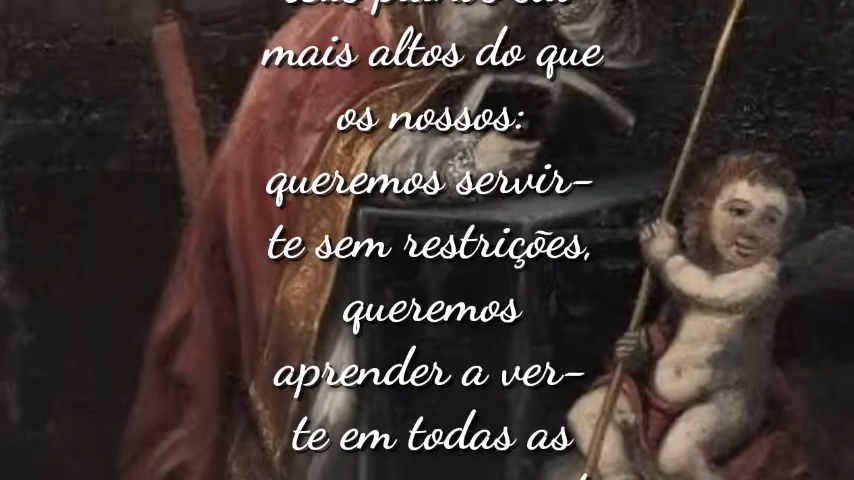 mais altos do que
os nossos:
queremos servir-
te sem restrições,
queremos
aprender a ver-
te em todas as